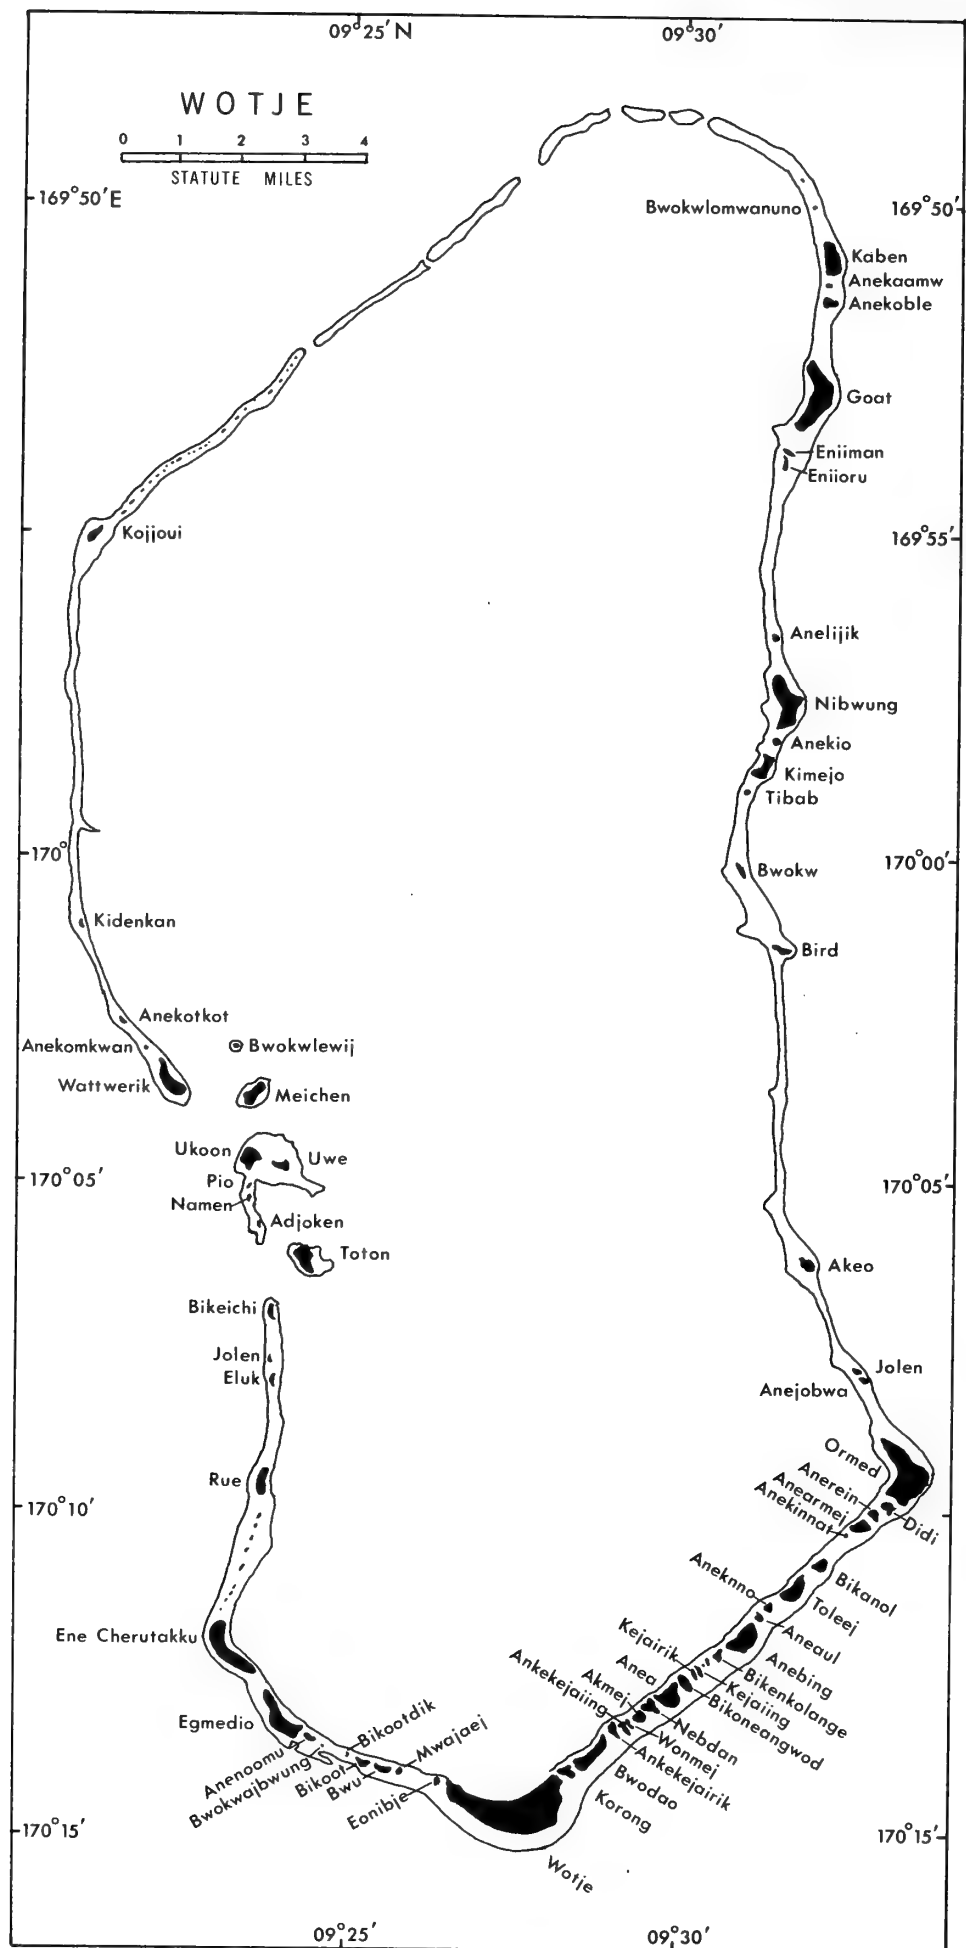 09°25'N
09°30'
WOTJE
0 1 2 3 4
STATUTE MILES
169°50'E
169°50'
Bwokwlomwanuno
Kaben
Anekaamw
Anekoble
Goat
Eniiman
Eniioru
Kojjoui
169°55'
Anelijik
Nibwung
Anekio
Kimejo
Tibab
170°
170°00'
Bwokw
Kidenkan
Bird
Anekotkot
Anekomkwan
Bwokwlewij
Wattwerik
Meichen
Ukoon
Uwe
170°05'
Pio
170°05'
Namen
Adjoken
Toton
Akeo
Bikeichi
Jolen
Eluk
Jolen
Anejobwa
Ormed
Rue
Anerein
Anearmej
Anekinnat
Didi
170°10'
Bikanol
Toleej
Aneknno
Aneaul
Anebing
Ene Cherutakku
Kejairik
Bikenkolange
Kejaiing
Bikoneangwod
Anea
Akmej
Ankekejaiing
Nebdan
Wonmej
Ankekejairik
Bwodao
Korong
Egmedio
Bikootdik
Mwajaej
Anenoomu
Bwokwajbwung
Bikoot
Bwu
Eonibje
170°15'
170°15'
Wotje
09°25'
09°30'